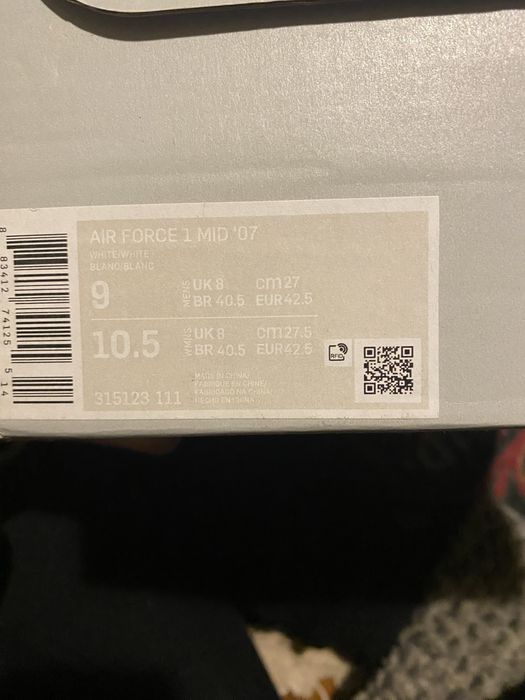 AIR FORCE 1 MID '07
WHITE/WHITE
BLANC/BLANC
9
MENS
UK 8 cm 27
BR 40.5 EUR 42.5
10.5
WMNS
UK 8 cm 27.5
BR 40.5 EUR 42.5
MADE IN CHINA/
FABRIQUE EN CHINE/
FABRICADO NA CHINA/
HECHO EN CHINA
315123 111
RFID
8 83412 74125 5 14